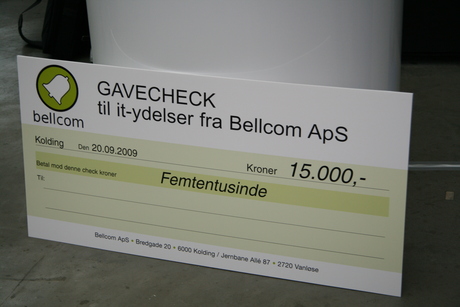 bellcom
GAVECHECK
til it-ydelser fra Bellcom ApS
Kolding Den 20.09.2009 Kroner 15.000,-
Betal mod denne check kroner Femtentusinde
Til:
Bellcom ApS • Bredgade 20 • 6000 Kolding / Jernbane Allé 87 • 2720 Vanløse